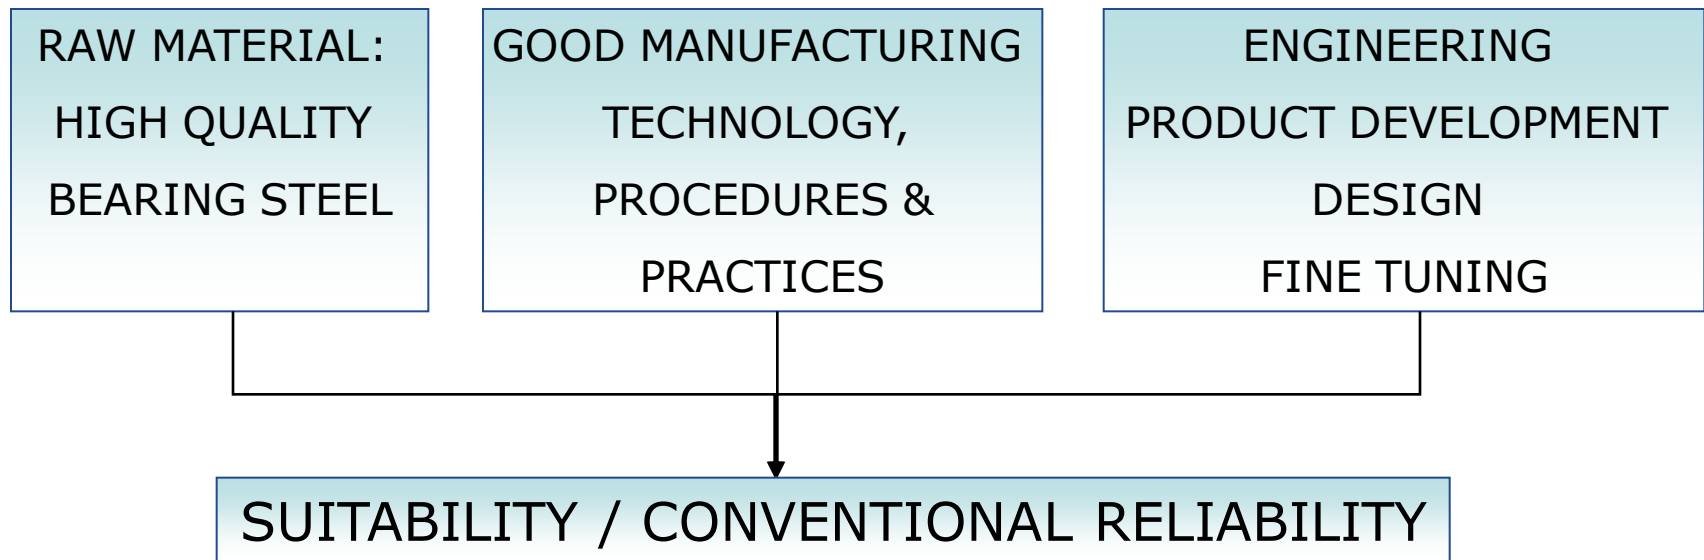 RAW MATERIAL:
HIGH QUALITY
BEARING STEEL
GOOD MANUFACTURING
TECHNOLOGY,
PROCEDURES &
PRACTICES
ENGINEERING
PRODUCT DEVELOPMENT
DESIGN
FINE TUNING
SUITABILITY / CONVENTIONAL RELIABILITY